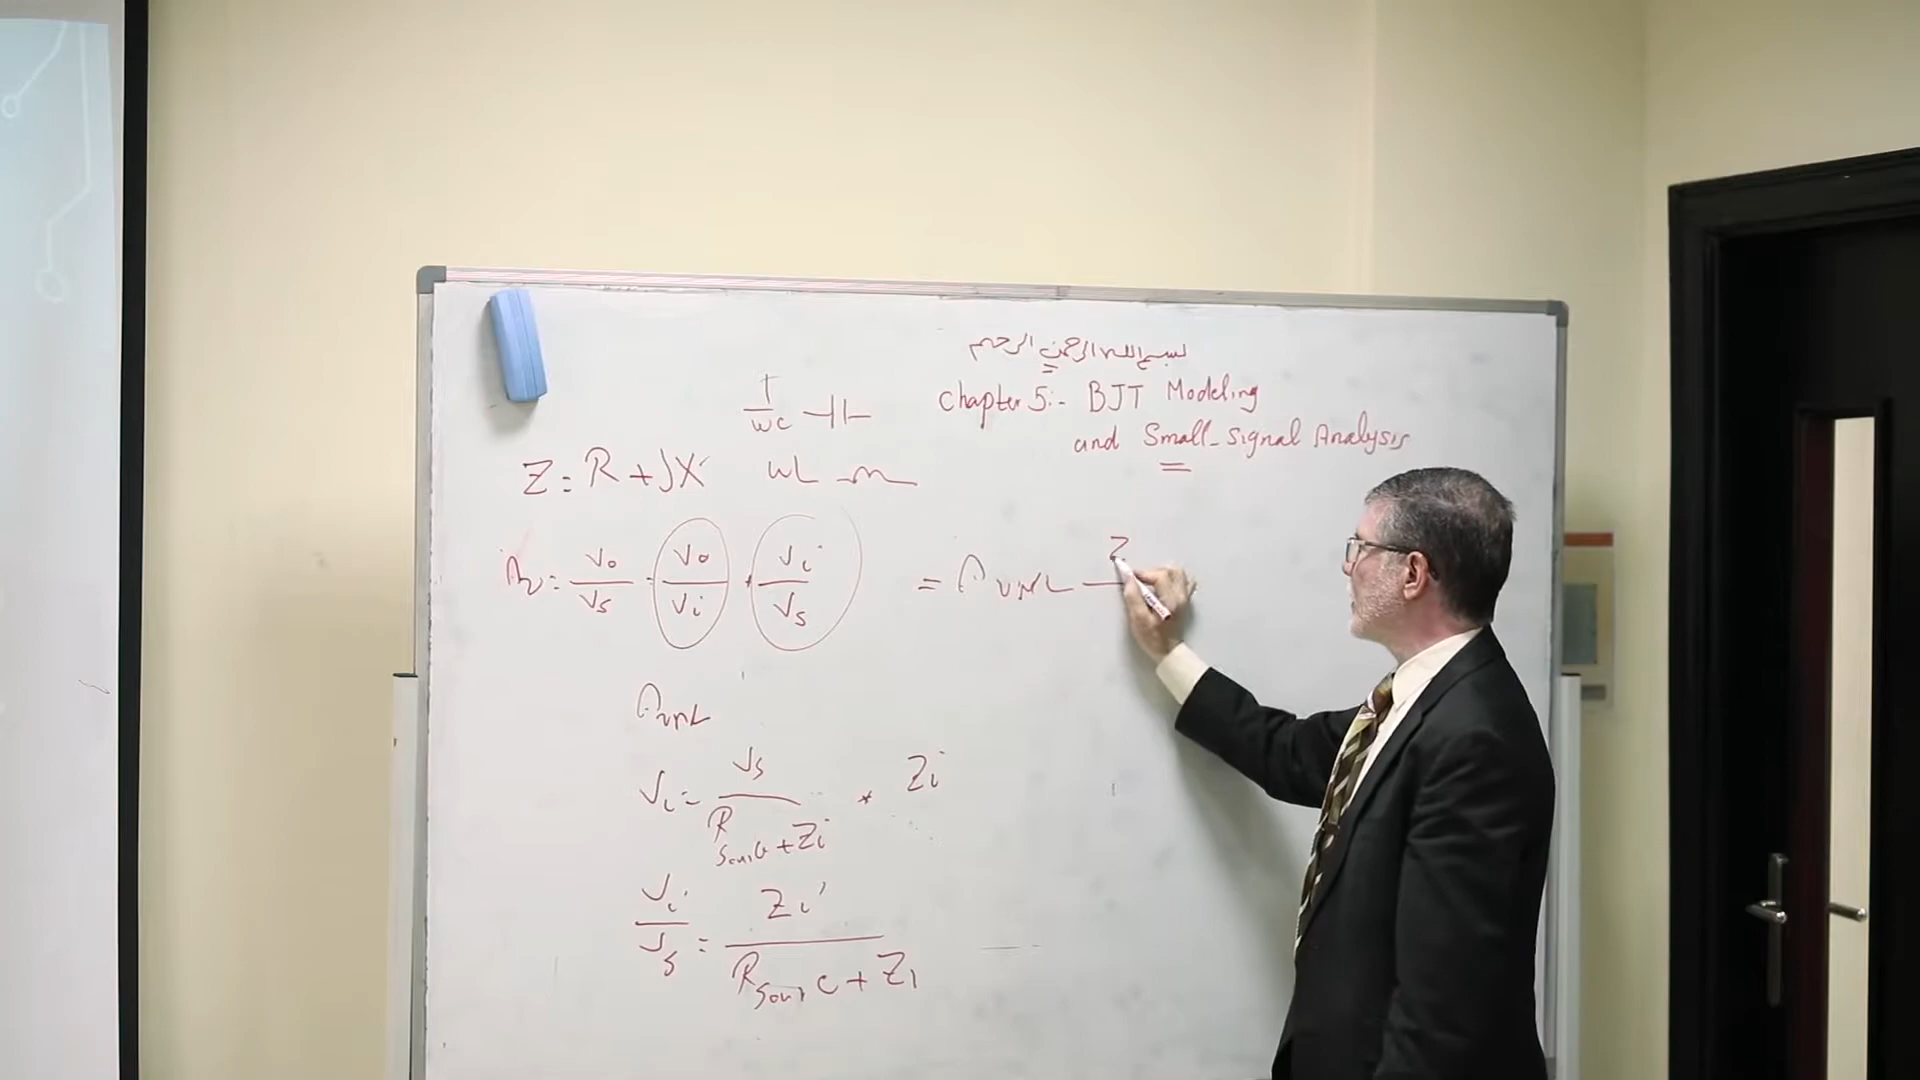 بسم الله الرحمن الرحيم
Chapter 5:- BJT Modeling
and Small-Signal Analysis
1/wc
Z = R + jX wL
Av = Vo/Vs = Vo/Vi * Vi/Vs = AvNL Z
AvNL
Vi = Vs/(Rsource + Zi) * Zi
Vi/Vs = Zi/(Rsource + Zi)